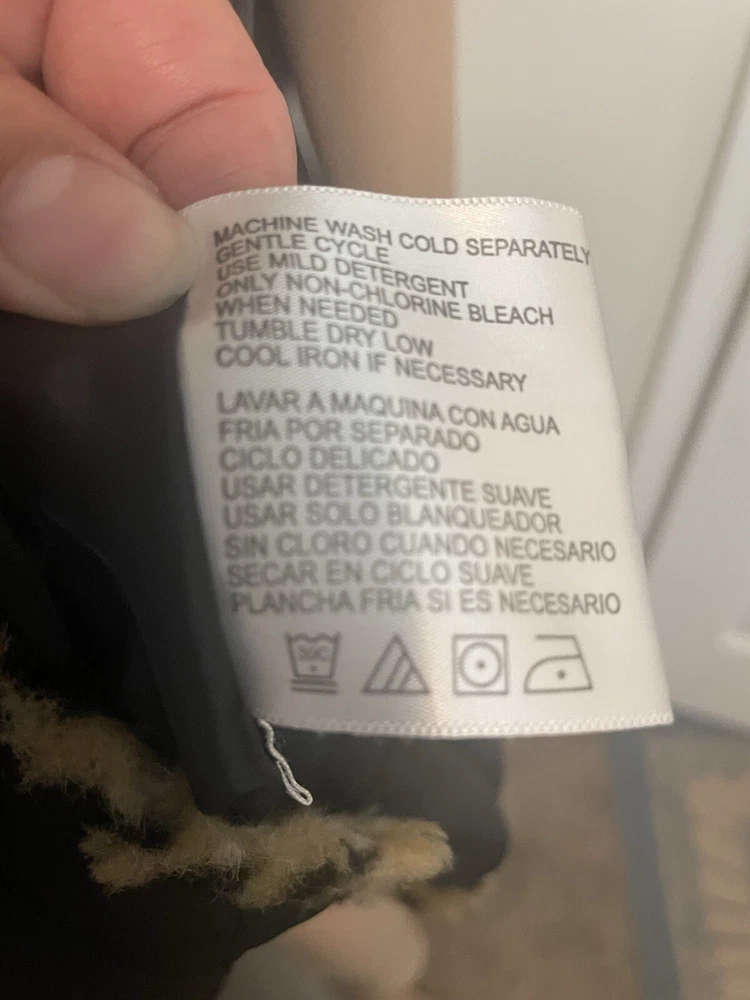 MACHINE WASH COLD SEPARATELY
GENTLE CYCLE
USE MILD DETERGENT
ONLY NON-CHLORINE BLEACH
WHEN NEEDED
TUMBLE DRY LOW
COOL IRON IF NECESSARY
LAVAR A MAQUINA CON AGUA
FRIA POR SEPARADO
CICLO DELICADO
USAR DETERGENTE SUAVE
USAR SOLO BLANQUEADOR
SIN CLORO CUANDO NECESARIO
SECAR EN CICLO SUAVE
PLANCHA FRIA SI ES NECESARIO
30C